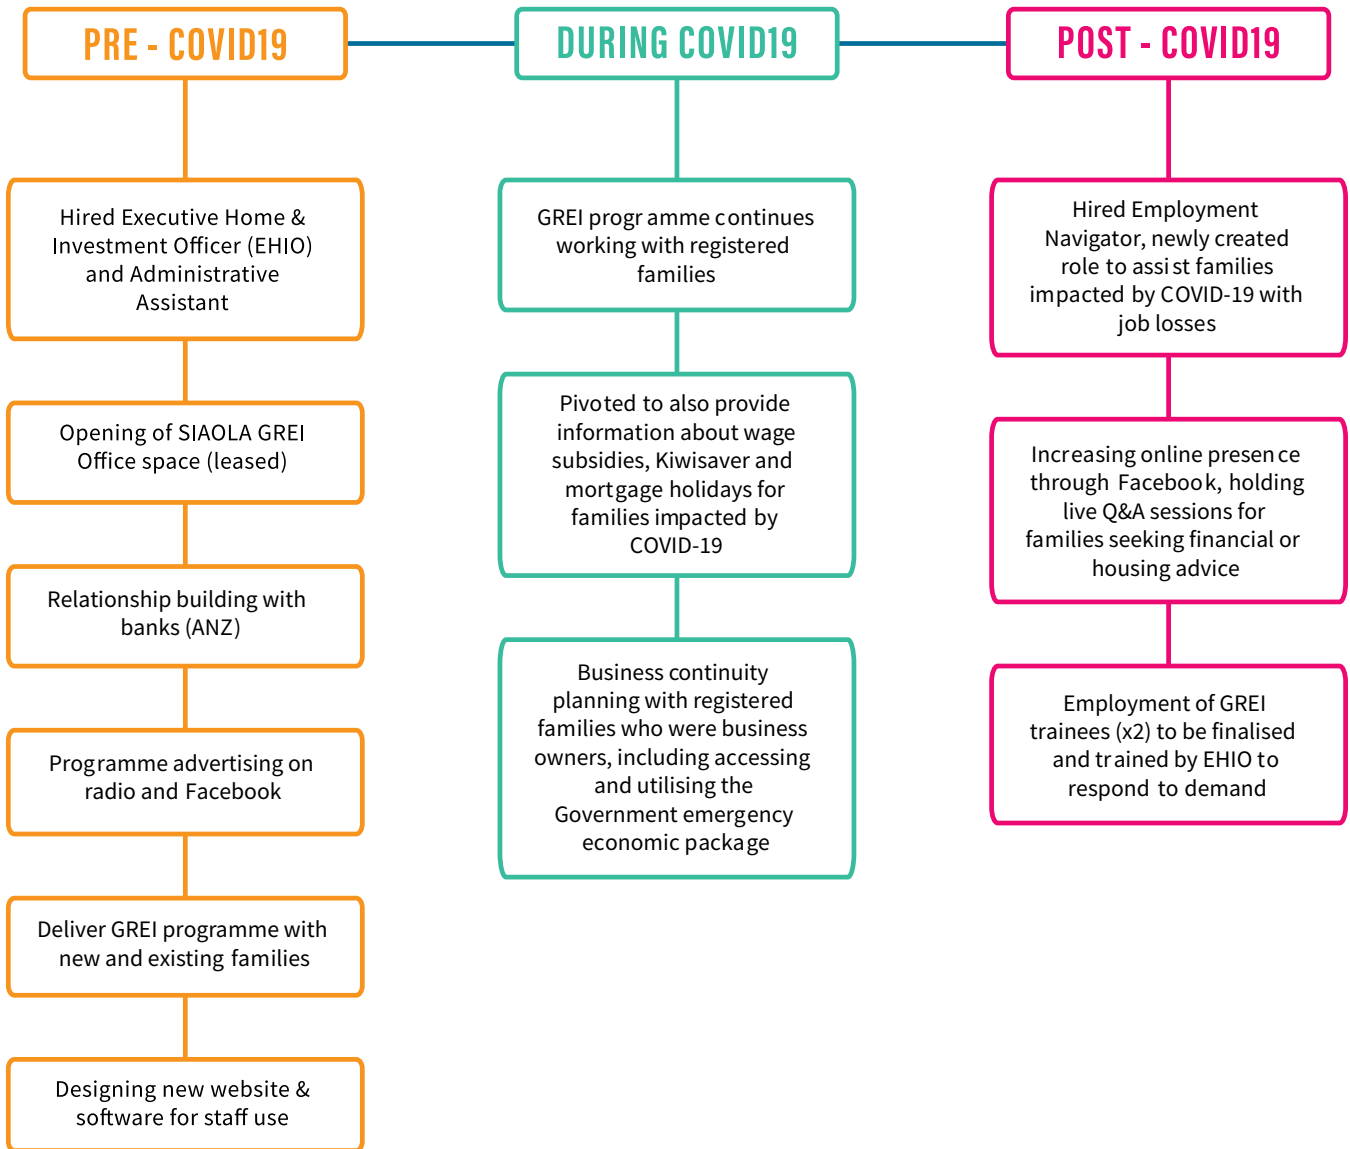 PRE - COVID19
Hired Executive Home &
Investment Officer (EHIO)
and Administrative
Assistant
Opening of SIAOLA GREI
Office space (leased)
Relationship building with
banks (ANZ)
Programme advertising on
radio and Facebook
Deliver GREI programme with
new and existing families
Designing new website &
software for staff use
DURING COVID19
GREI progr amme continues
working with registered
families
Pivoted to also provide
information about wage
subsidies, Kiwisaver and
mortgage holidays for
families impacted by
COVID-19
Business continuity
planning with registered
families who were business
owners, including accessing
and utilising the
Government emergency
economic package
POST - COVID19
Hired Employment
Navigator, newly created
role to assist families
impacted by COVID-19 with
job losses
Increasing online presence
through Facebook, holding
live Q&A sessions for
families seeking financial or
housing advice
Employment of GREI
trainees (x2) to be finalised
and trained by EHIO to
respond to demand